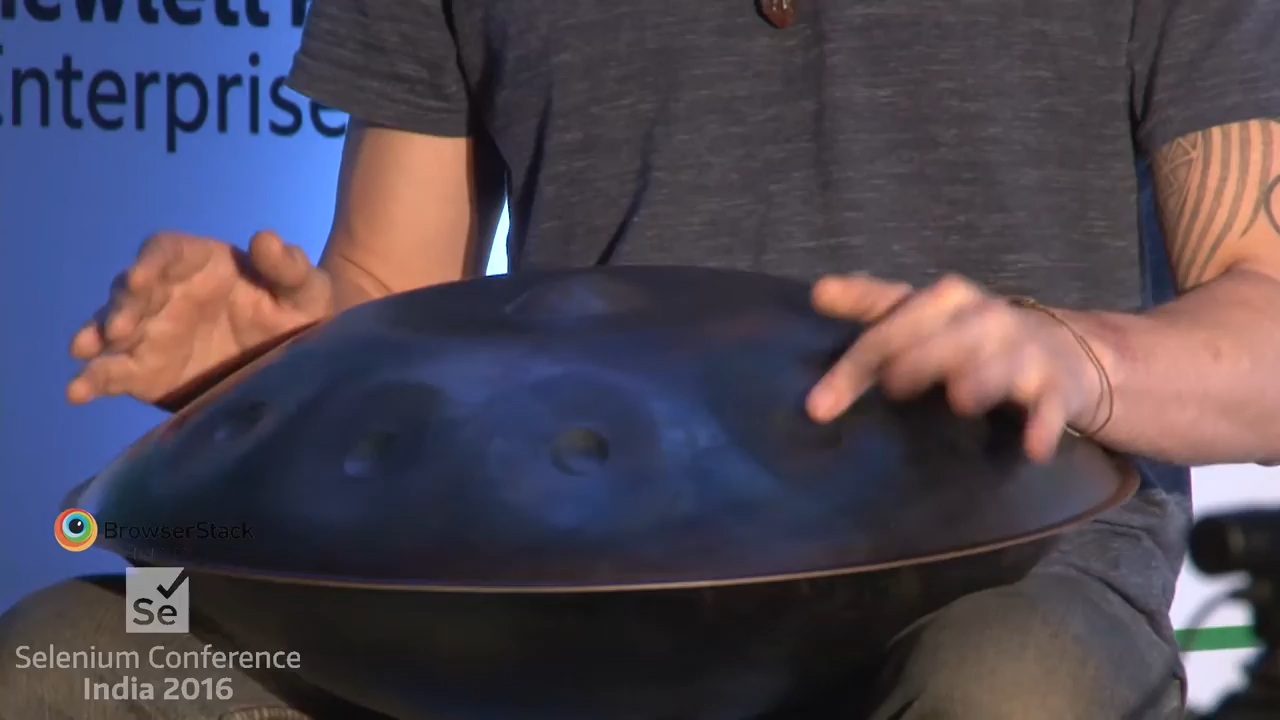 Enterprise
BrowserStack
Se
Selenium Conference
India 2016